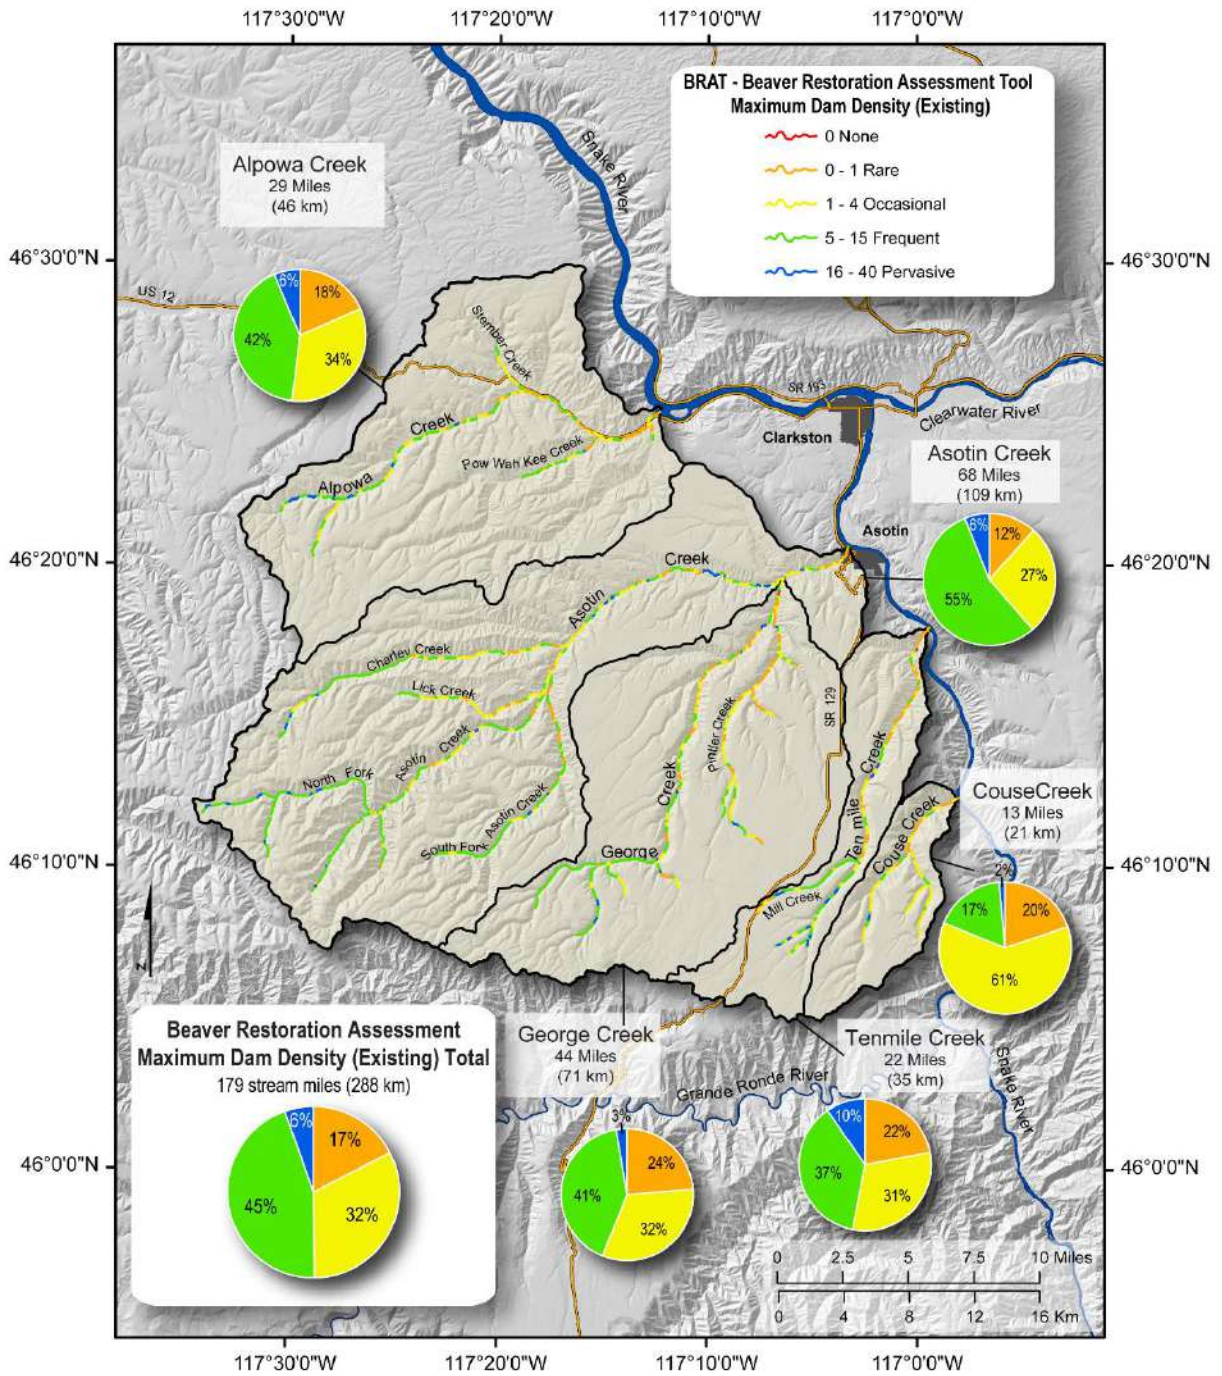 117°30'0"W
117°20'0"W
117°10'0"W
117°0'0"W
BRAT - Beaver Restoration Assessment Tool
Maximum Dam Density (Existing)
0 None
0 - 1 Rare
1 - 4 Occasional
5 - 15 Frequent
16 - 40 Pervasive
Snake River
Alpowa Creek
29 Miles
(46 km)
46°30'0"N
46°30'0"N
US 12
6%
18%
42%
34%
Stember Creek
SR 193
Clearwater River
Clarkston
Creek
Pow Wah Kee Creek
Alpowa
Asotin Creek
68 Miles
(109 km)
6%
12%
27%
55%
Asotin
46°20'0"N
46°20'0"N
Creek
Asotin
Charley Creek
Lick Creek
Creek
Asotin
North Fork
Asotin Creek
South Fork
Pintler Creek
SR 129
Creek
George
Creek
Ten mile
Couse Creek
Mill Creek
CouseCreek
13 Miles
(21 km)
2%
17%
20%
61%
46°10'0"N
46°10'0"N
N
Beaver Restoration Assessment
Maximum Dam Density (Existing) Total
179 stream miles (288 km)
6%
17%
45%
32%
George Creek
44 Miles
(71 km)
3%
24%
41%
32%
Tenmile Creek
22 Miles
(35 km)
10%
22%
37%
31%
Grande Ronde River
Snake River
46°0'0"N
46°0'0"N
0 2.5 5 7.5 10 Miles
0 4 8 12 16 Km
117°30'0"W
117°20'0"W
117°10'0"W
117°0'0"W